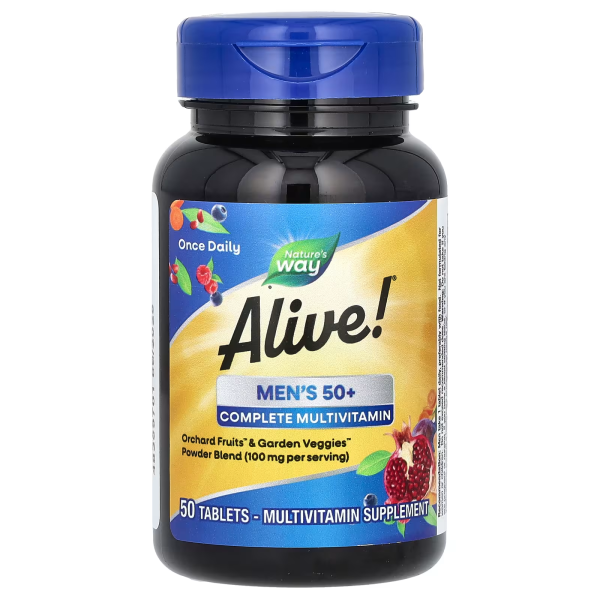 Once Daily
Nature's
way
Alive!®
MEN'S 50+
COMPLETE MULTIVITAMIN
Orchard Fruits™ & Garden Veggies™
Powder Blend (100 mg per serving)
50 TABLETS - MULTIVITAMIN SUPPLEMENT